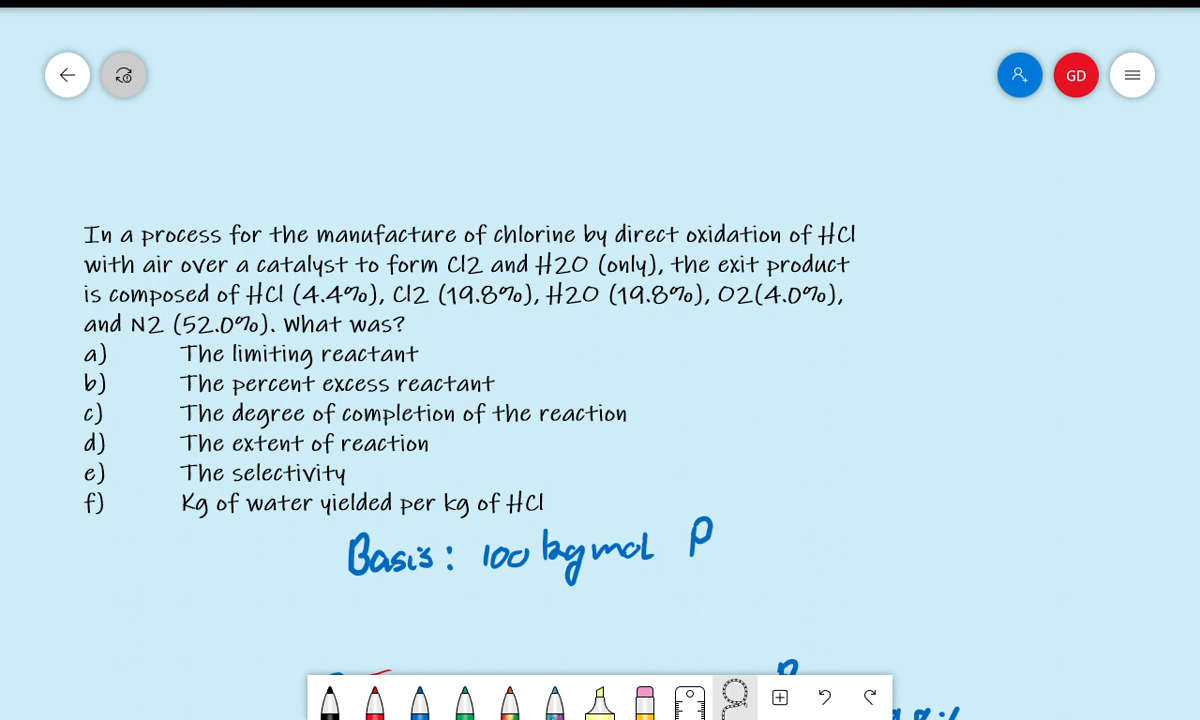 GD
In a process for the manufacture of chlorine by direct oxidation of HCl
with air over a catalyst to form Cl2 and H2O (only), the exit product
is composed of HCl (4.4%), Cl2 (19.8%), H2O (19.8%), O2(4.0%),
and N2 (52.0%). What was?
a) The limiting reactant
b) The percent excess reactant
c) The degree of completion of the reaction
d) The extent of reaction
e) The selectivity
f) Kg of water yielded per kg of HCl
Basis: 100 kgmol P